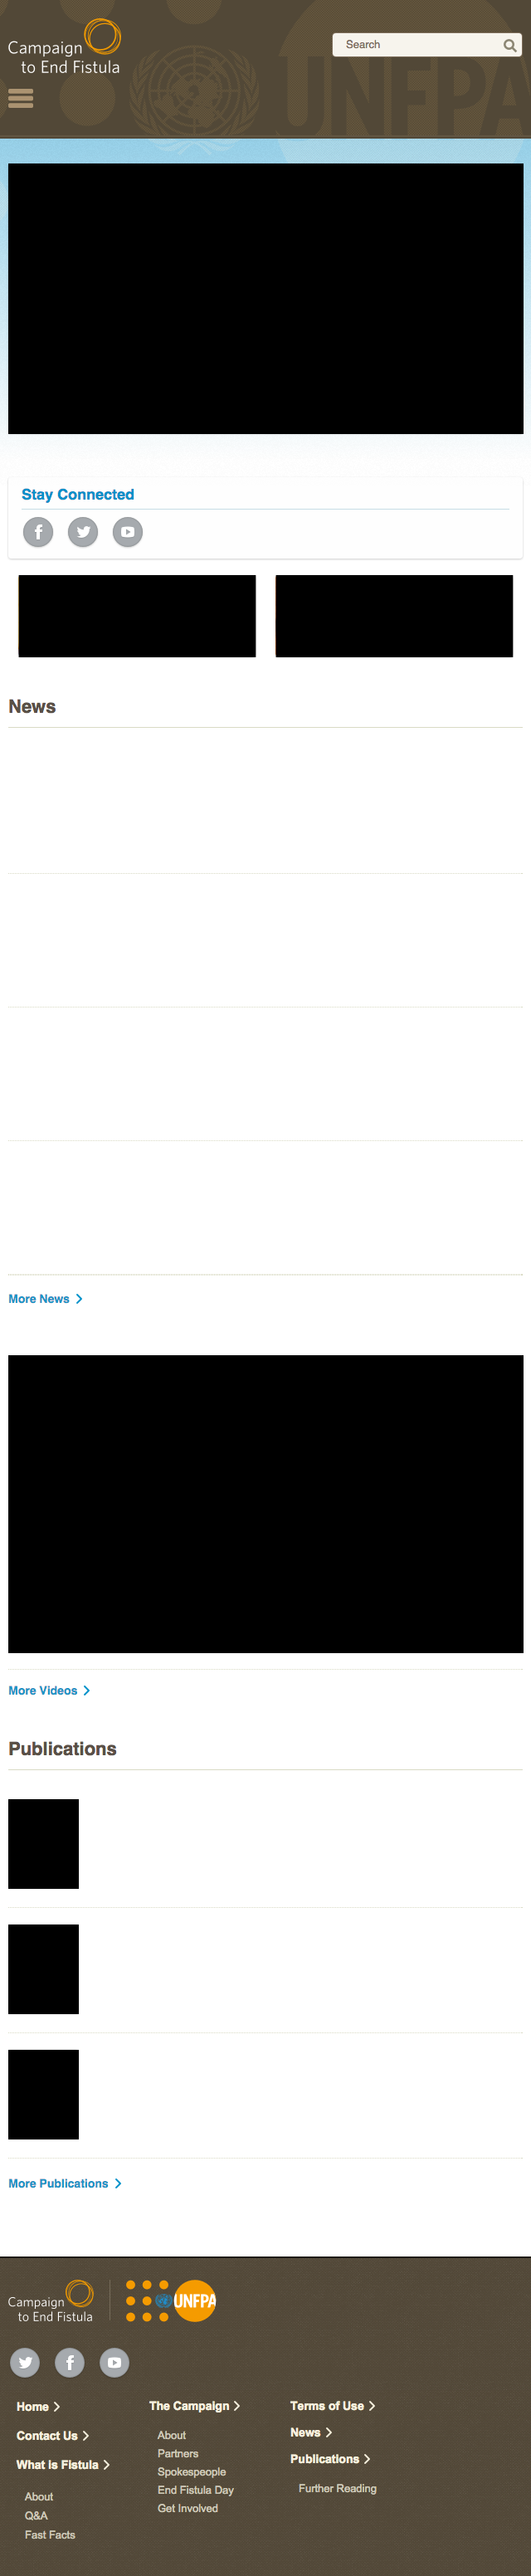 Campaign
to End Fistula
Search
UNFPA
Stay Connected
News
More News
More Videos
Publications
More Publications
Campaign
to End Fistula
UNFPA
Home
Contact Us
What is Fistula
About
Q&A
Fast Facts
The Campaign
About
Partners
Spokespeople
End Fistula Day
Get Involved
Terms of Use
News
Publications
Further Reading